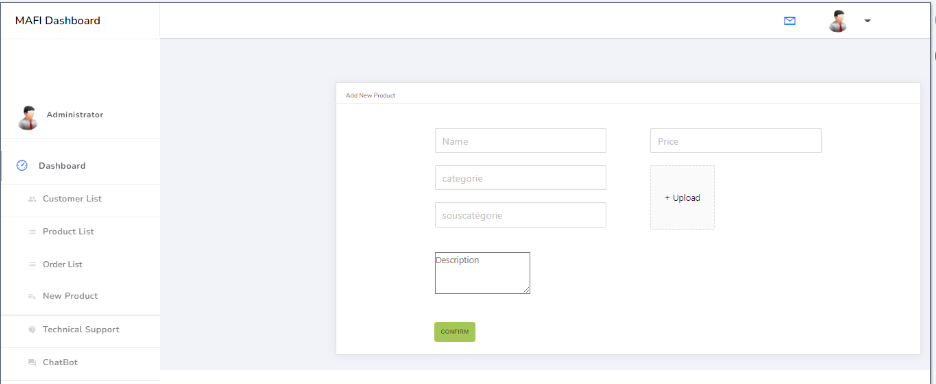 MAFI Dashboard
Administrator
Dashboard
Customer List
Product List
Order List
New Product
Technical Support
ChatBot
Add New Product
Name
Price
categorie
+ Upload
souscatégorie
Description
CONFIRM